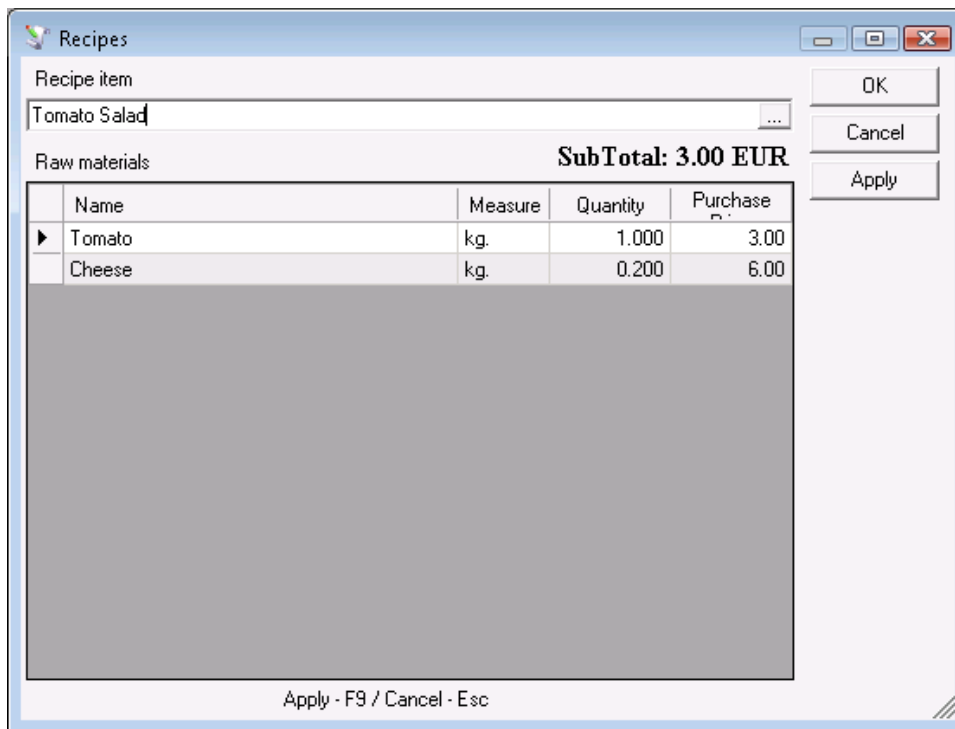 Recipes
Recipe item
OK
Tomato Salad
...
Cancel
Raw materials
SubTotal: 3.00 EUR
Apply
Name Measure Quantity Purchase
Tomato kg. 1.000 3.00
Cheese kg. 0.200 6.00
Apply - F9 / Cancel - Esc